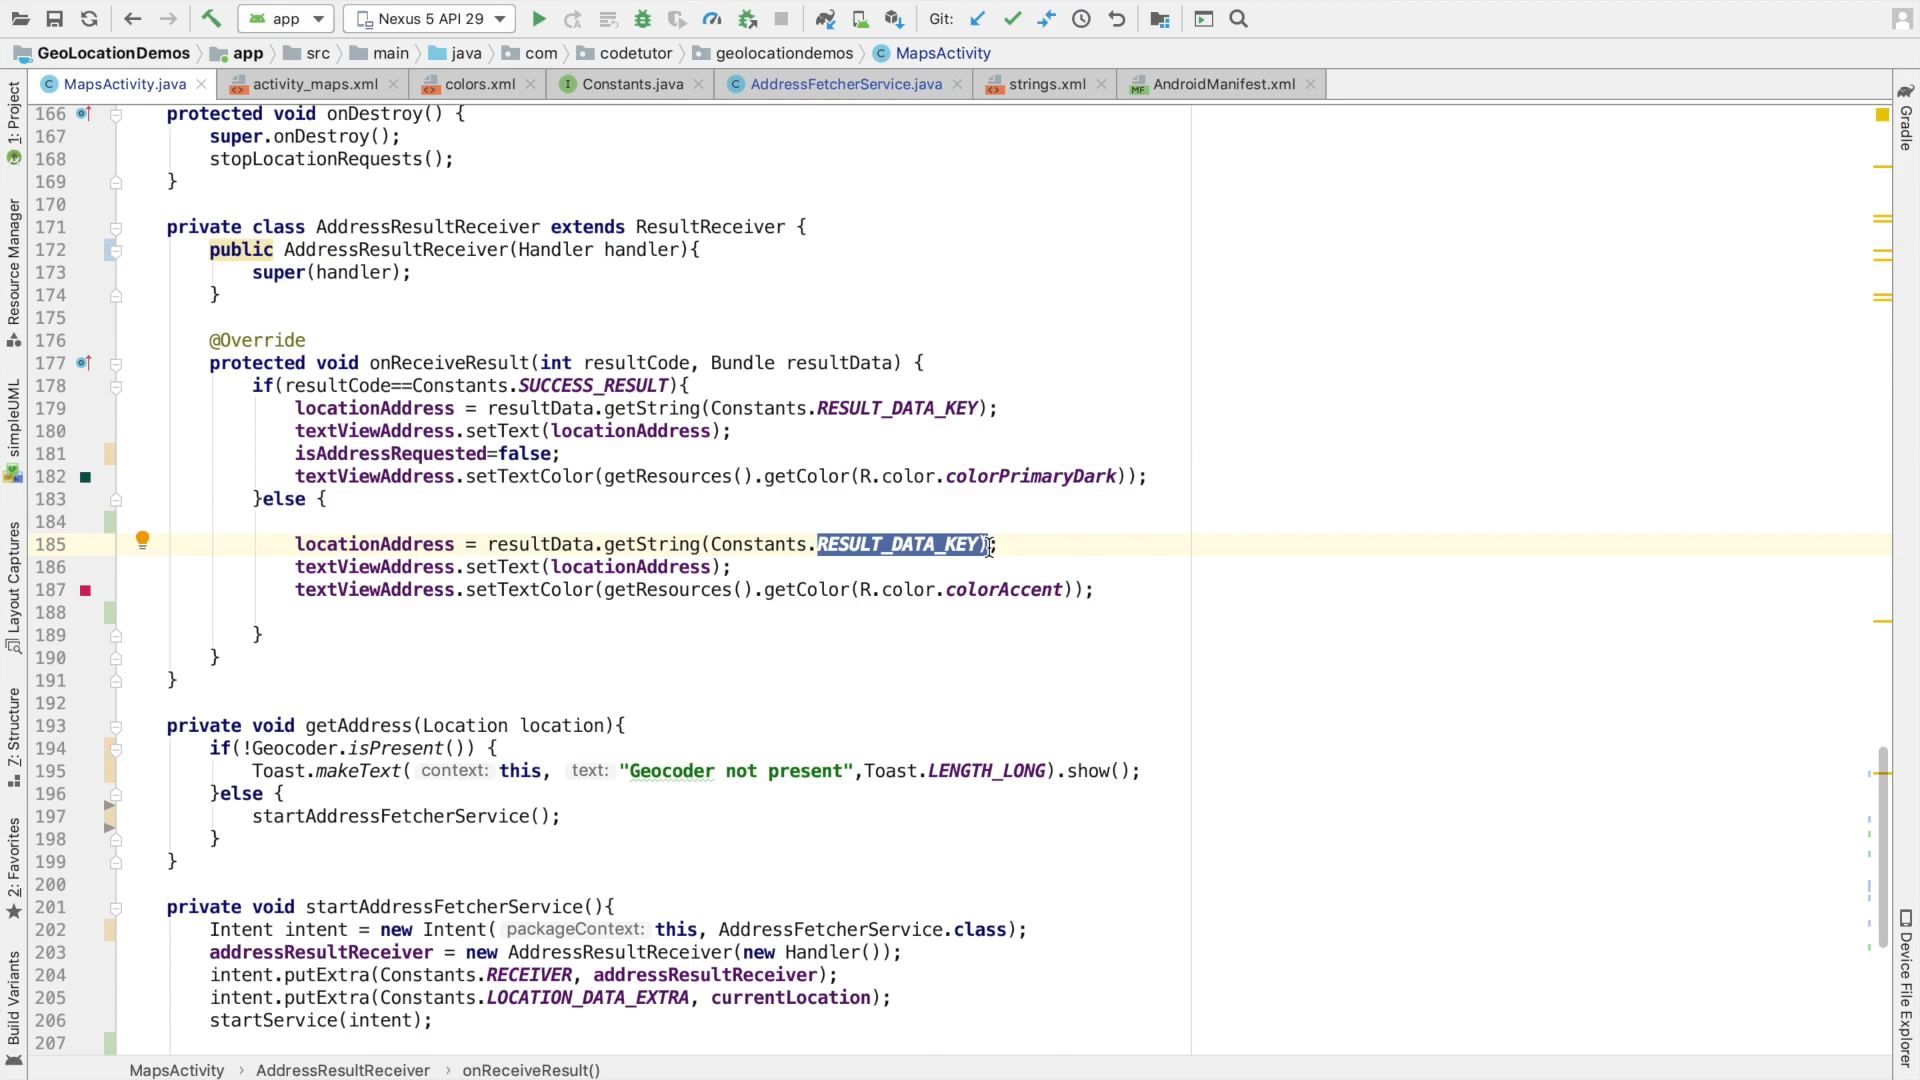 app Nexus 5 API 29 Git:
GeoLocationDemos app src main java com codetutor geolocationdemos MapsActivity
MapsActivity.java activity_maps.xml colors.xml Constants.java AddressFetcherService.java strings.xml AndroidManifest.xml
166 protected void onDestroy() {
167 super.onDestroy();
168 stopLocationRequests();
169 }
170
171 private class AddressResultReceiver extends ResultReceiver {
172 public AddressResultReceiver(Handler handler){
173 super(handler);
174 }
175
176 @Override
177 protected void onReceiveResult(int resultCode, Bundle resultData) {
178 if(resultCode==Constants.SUCCESS_RESULT){
179 locationAddress = resultData.getString(Constants.RESULT_DATA_KEY);
180 textViewAddress.setText(locationAddress);
181 isAddressRequested=false;
182 textViewAddress.setTextColor(getResources().getColor(R.color.colorPrimaryDark));
183 }else {
184
185 locationAddress = resultData.getString(Constants.RESULT_DATA_KEY);
186 textViewAddress.setText(locationAddress);
187 textViewAddress.setTextColor(getResources().getColor(R.color.colorAccent));
188
189 }
190 }
191 }
192
193 private void getAddress(Location location){
194 if(!Geocoder.isPresent()) {
195 Toast.makeText( context: this, text: "Geocoder not present",Toast.LENGTH_LONG).show();
196 }else {
197 startAddressFetcherService();
198 }
199 }
200
201 private void startAddressFetcherService(){
202 Intent intent = new Intent( packageContext: this, AddressFetcherService.class);
203 addressResultReceiver = new AddressResultReceiver(new Handler());
204 intent.putExtra(Constants.RECEIVER, addressResultReceiver);
205 intent.putExtra(Constants.LOCATION_DATA_EXTRA, currentLocation);
206 startService(intent);
207
MapsActivity AddressResultReceiver onReceiveResult()
1: Project
Resource Manager
simpleUML
Layout Captures
7: Structure
2: Favorites
Build Variants
Gradle
Device File Explorer